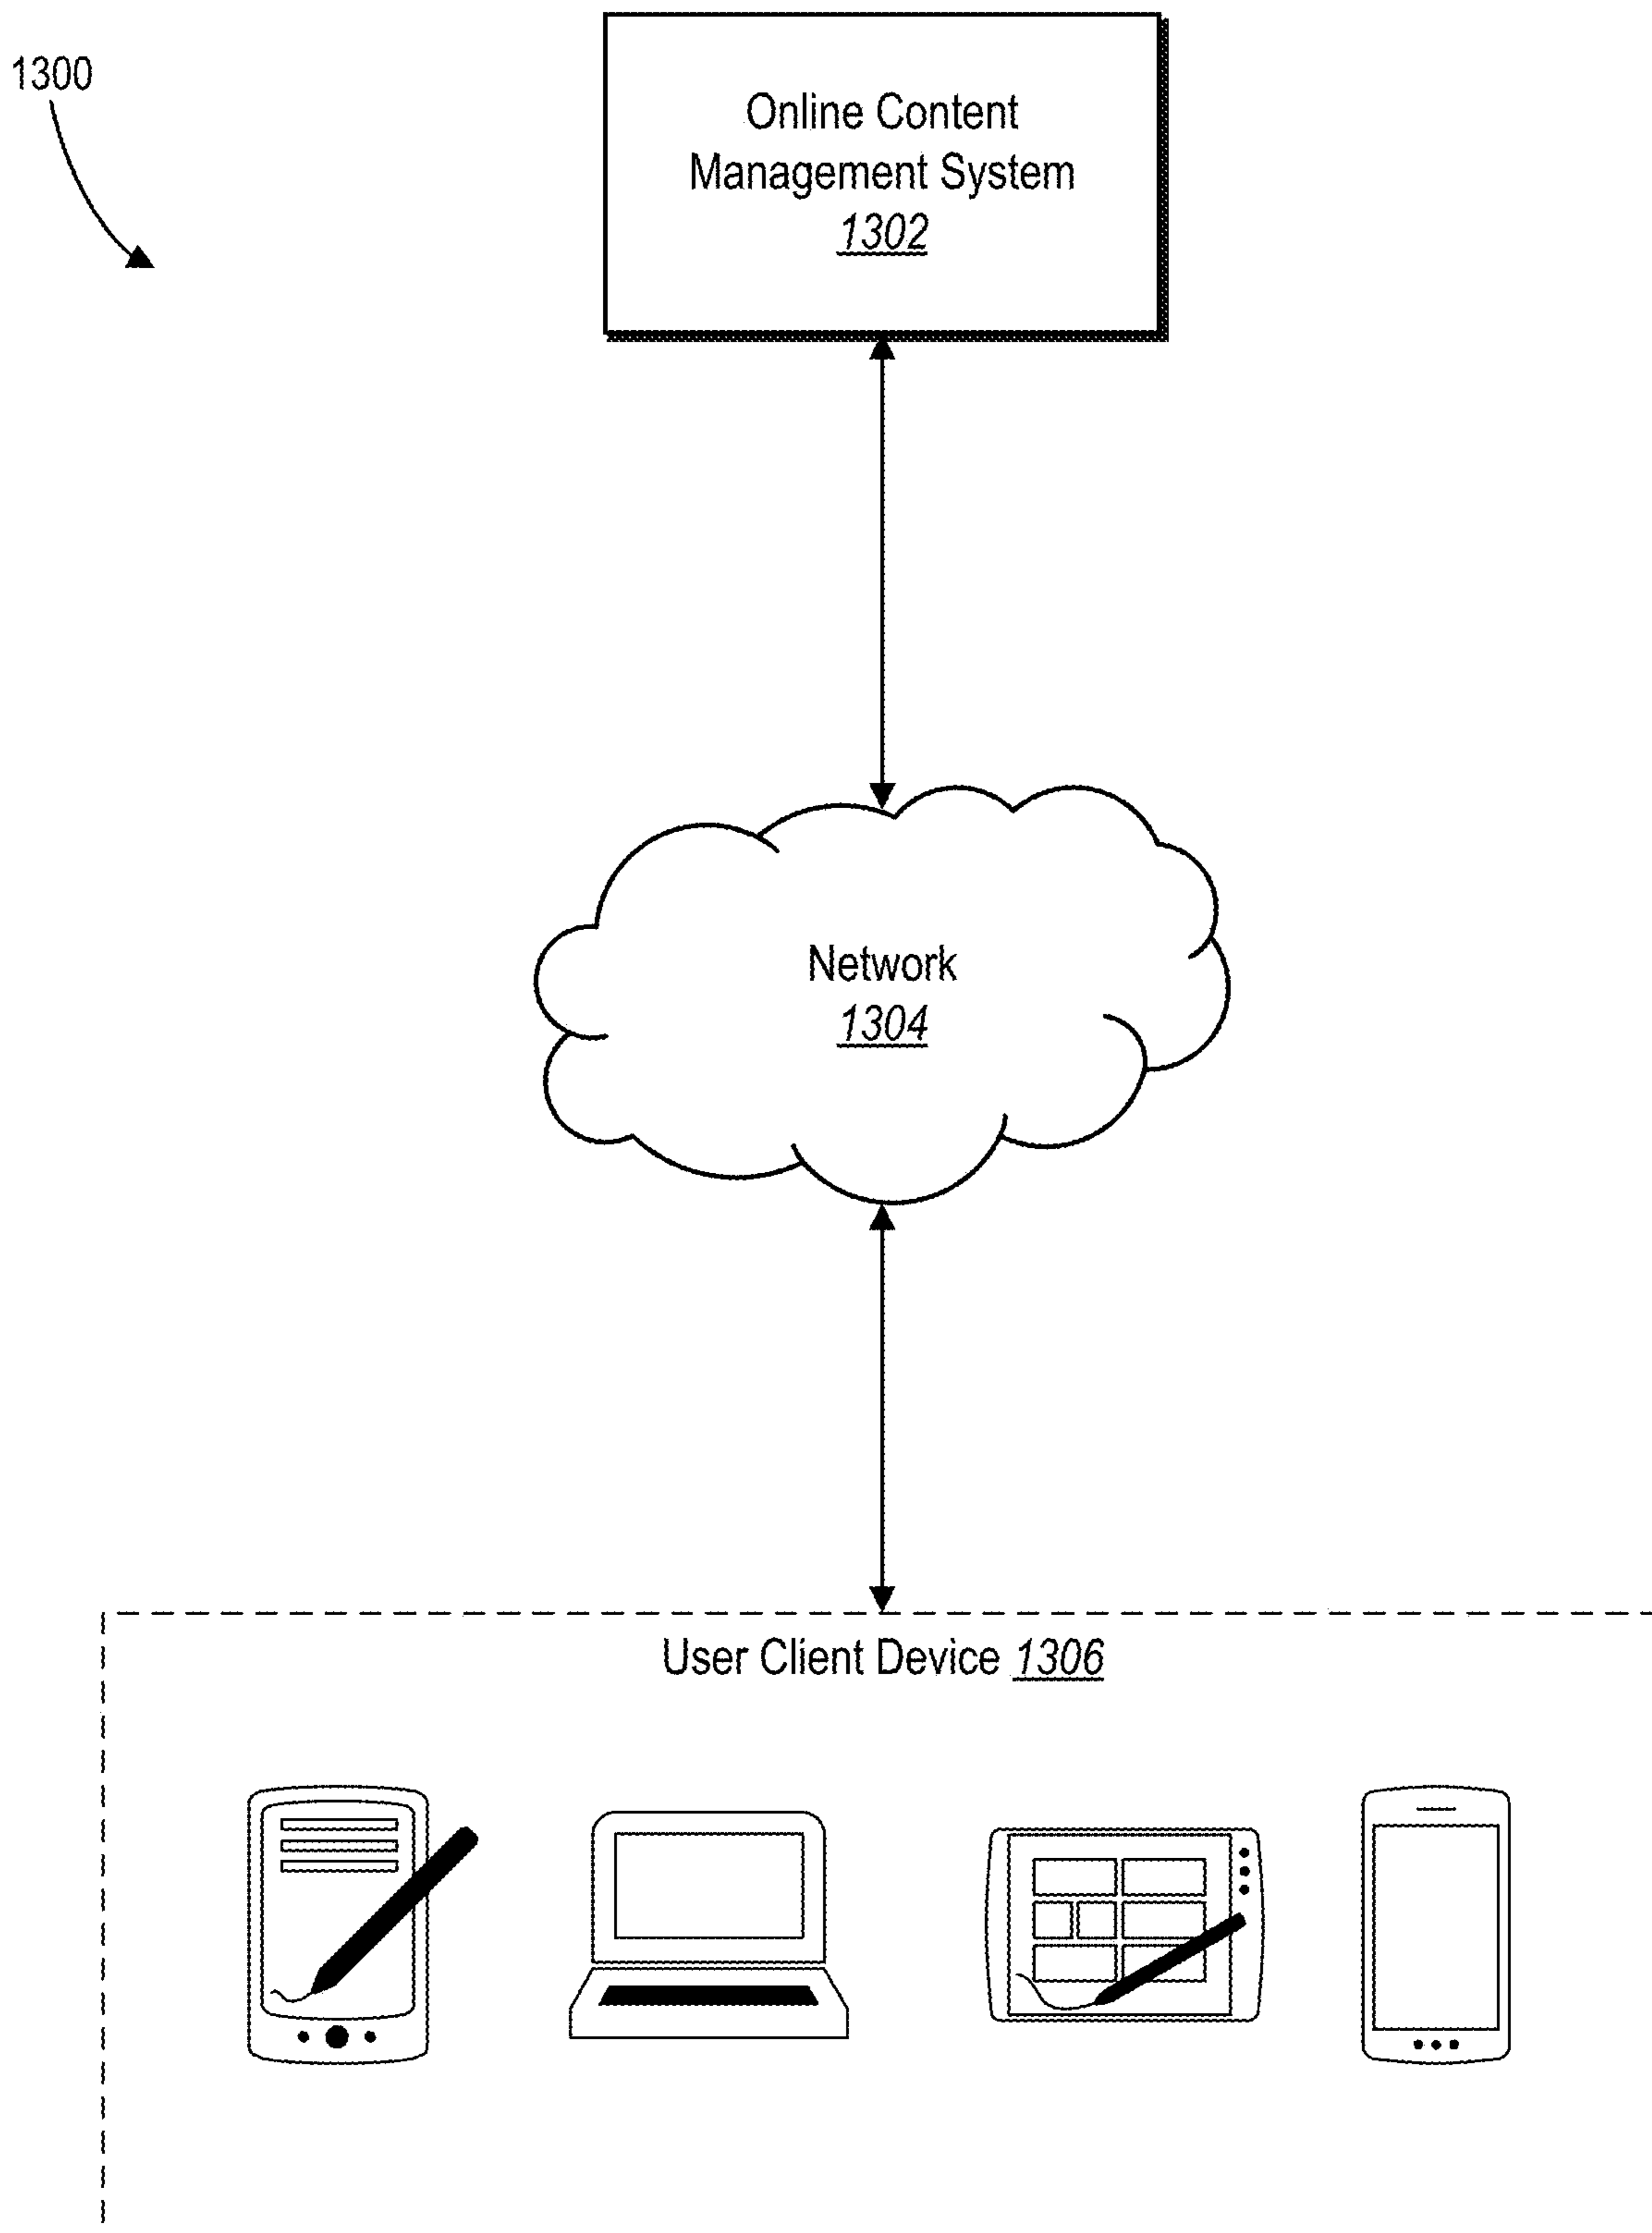 1300
Online Content
Management System
1302
Network
1304
User Client Device 1306